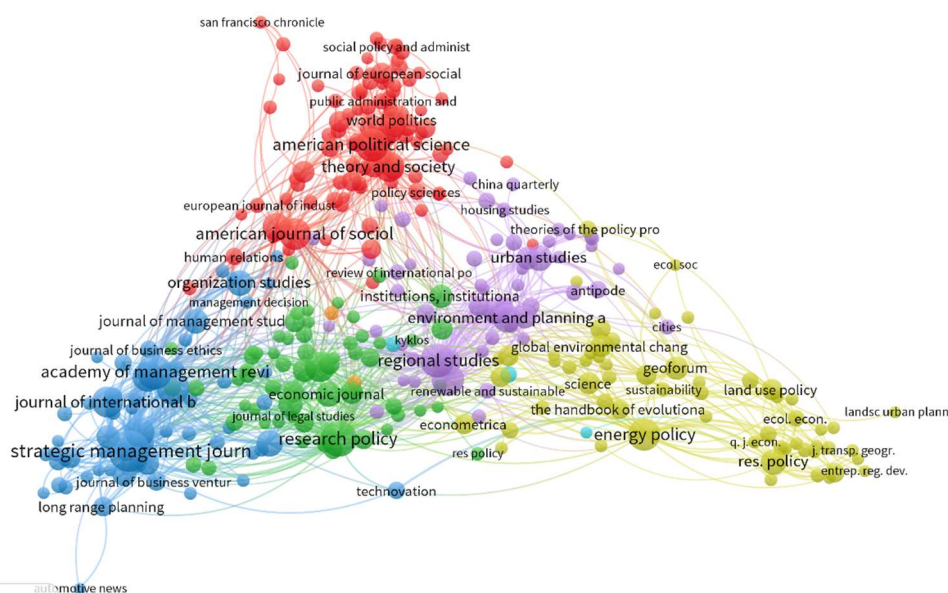 san francisco chronicle
social policy and administ
journal of european social
public administration and
world politics
american political science
theory and society
china quarterly
policy sciences
european journal of indust
housing studies
american journal of sociol
theories of the policy pro
human relations
urban studies
ecol soc
review of international po
organization studies
antipode
institutions, instituciona
management decision
journal of management stud
environment and planning a
cities
kyklos
global environmental chang
journal of business ethics
regional studies
geoforum
academy of management revi
science
economic journal
renewable and sustainable
sustainability
land use policy
journal of international b
the handbook of evolutiona
landsc urban plann
journal of legal studies
ecol. econ.
econometrica
research policy
energy policy
q. j. econ.
strategic management journ
res policy
j. transp. geogr.
res. policy
entrep. reg. dev.
journal of business ventur
technovation
long range planning
automotive news